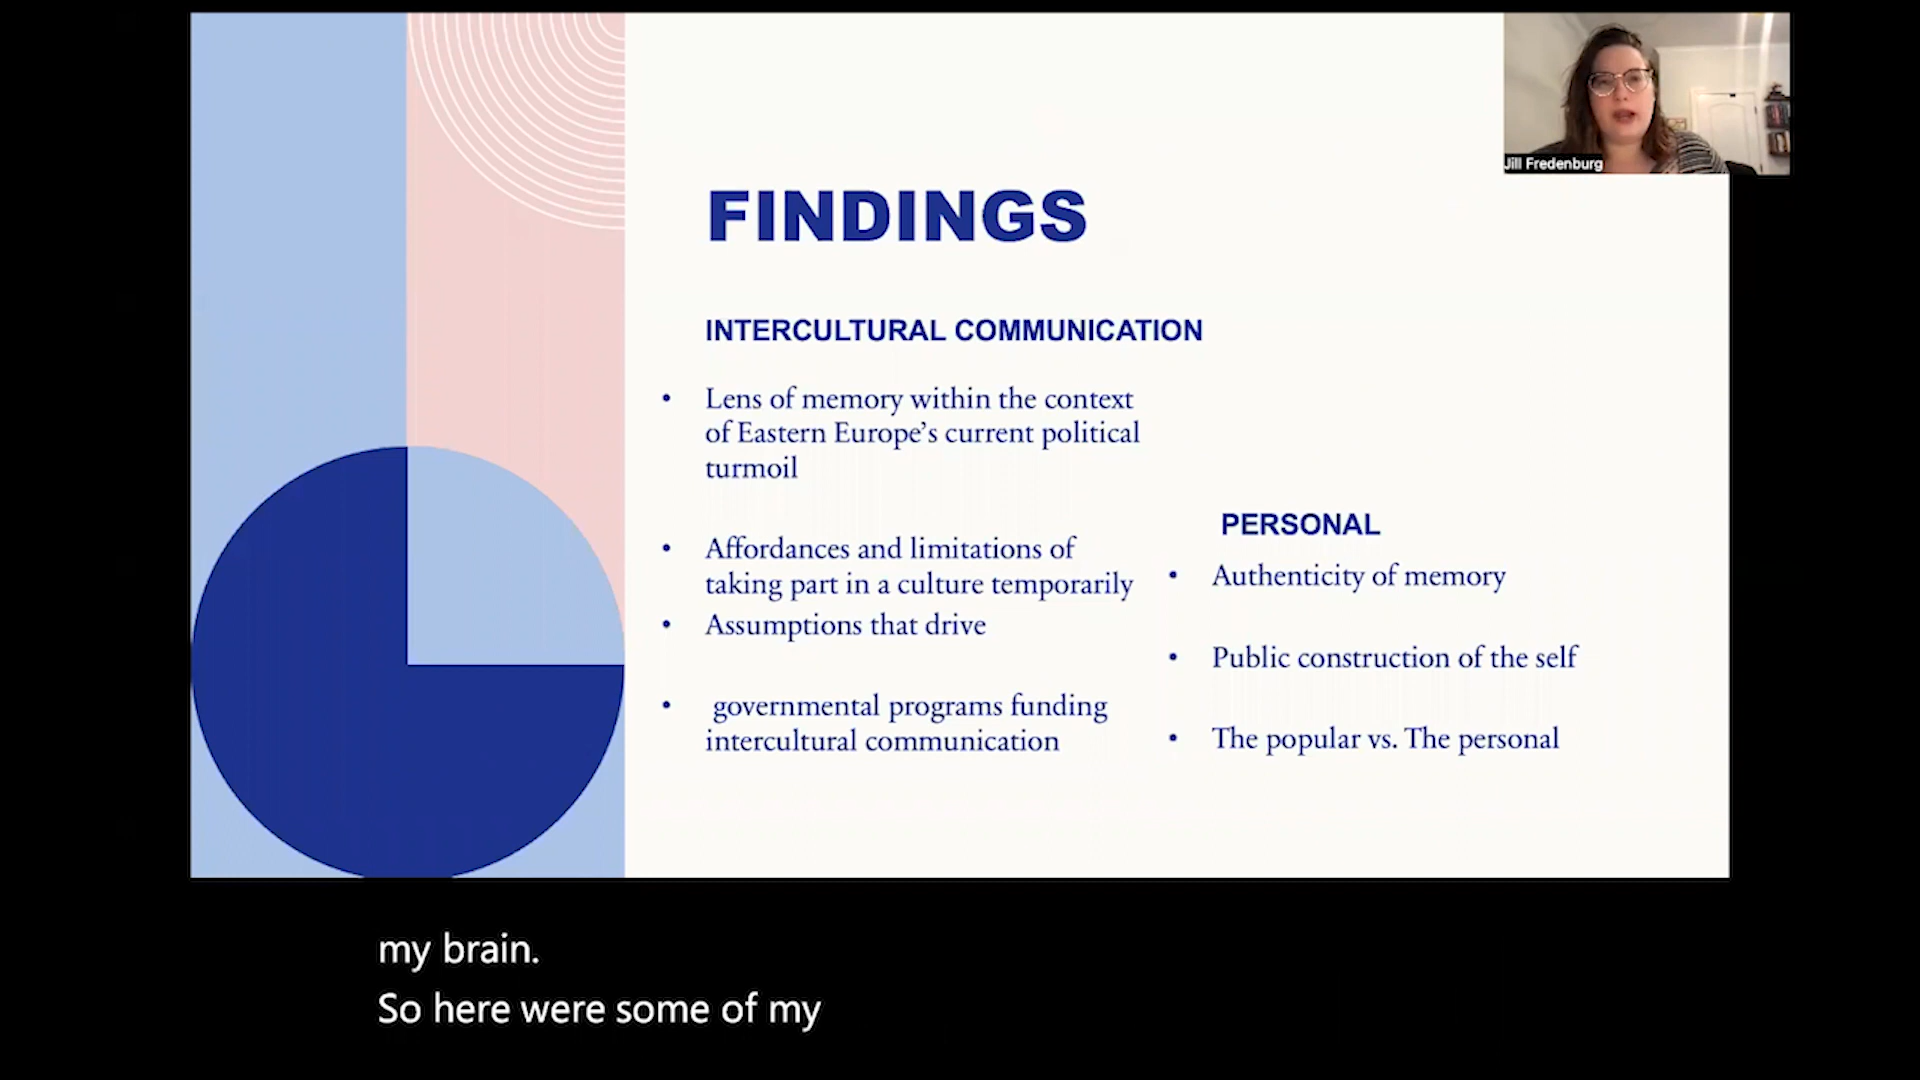 FINDINGS
INTERCULTURAL COMMUNICATION
• Lens of memory within the context
of Eastern Europe’s current political
turmoil
• Affordances and limitations of
taking part in a culture temporarily
• Assumptions that drive
• governmental programs funding
intercultural communication
PERSONAL
• Authenticity of memory
• Public construction of the self
• The popular vs. The personal
Jill Fredenburg
my brain.
So here were some of my